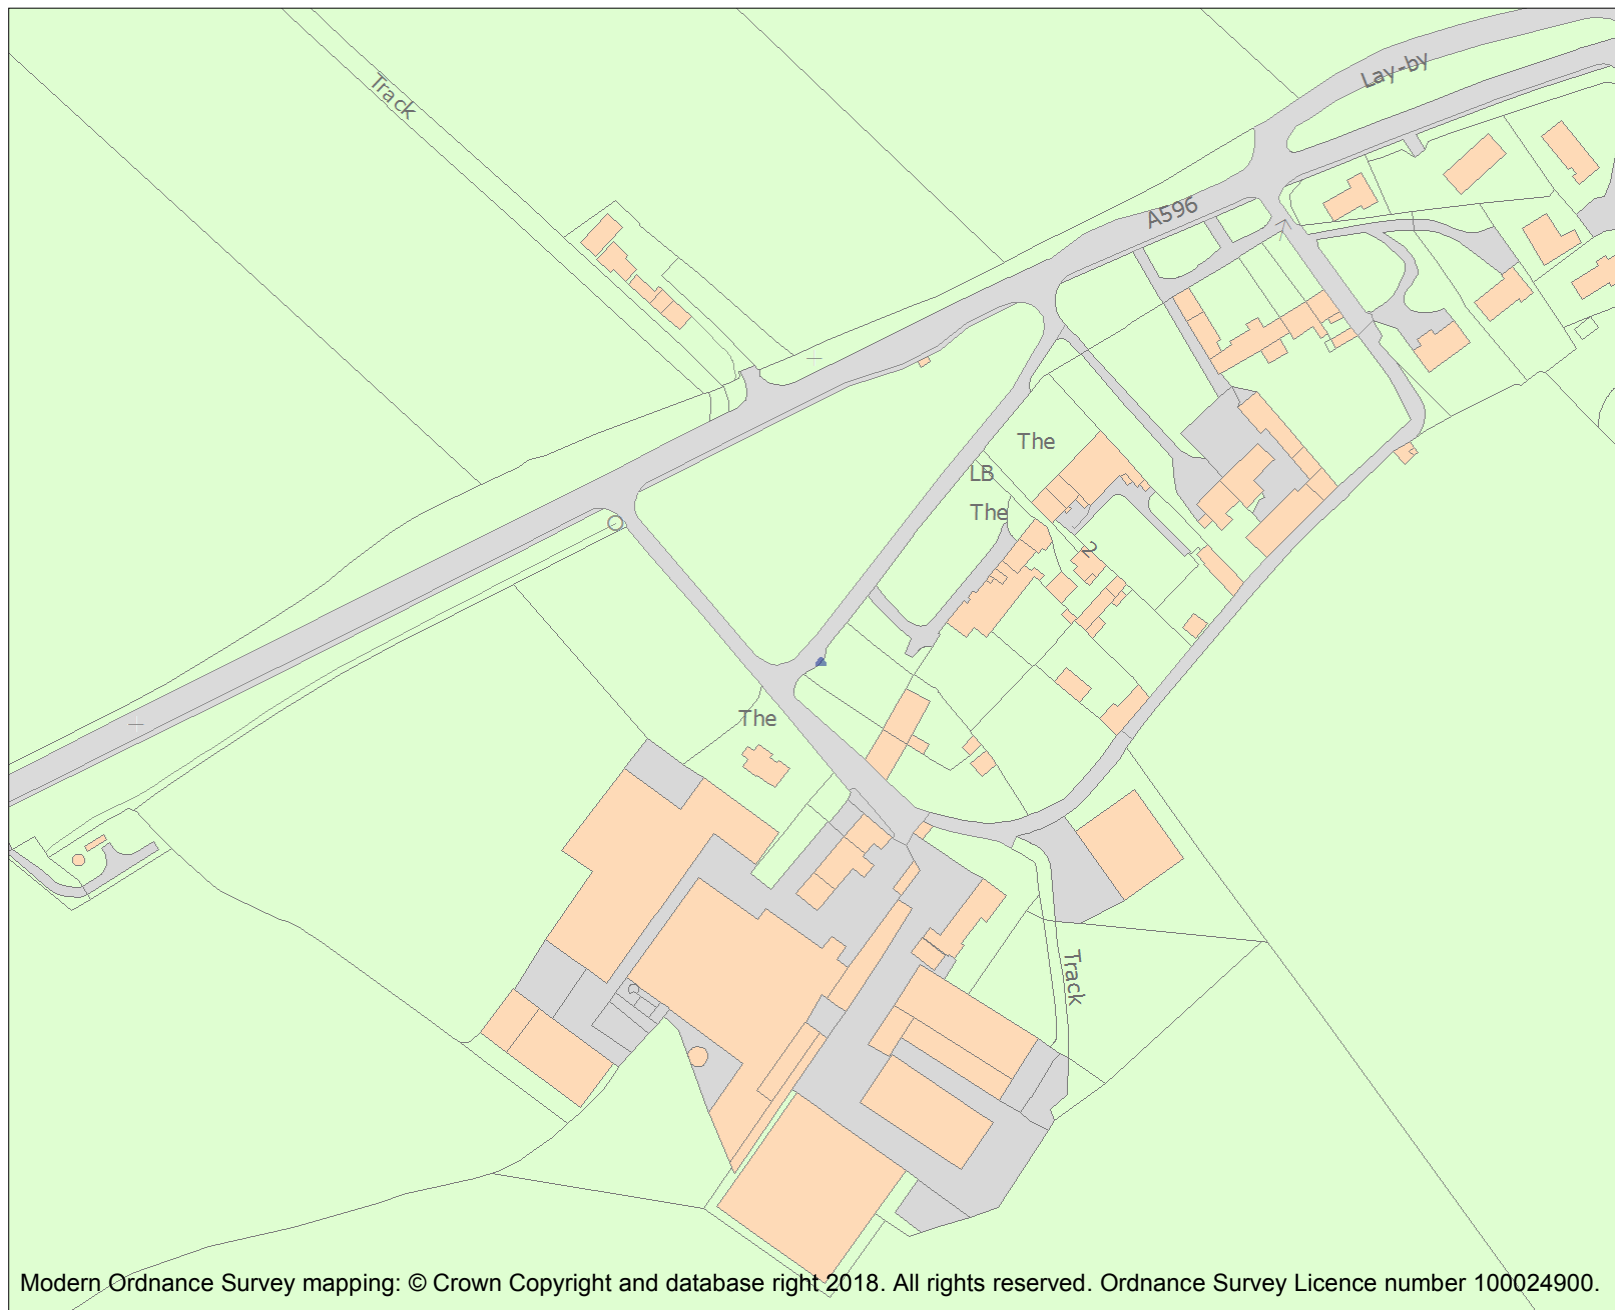 Lay-by
Track
A596
The
LB
The
2
The
Track
Modern Ordnance Survey mapping: © Crown Copyright and database right 2018. All rights reserved. Ordnance Survey Licence number 100024900.